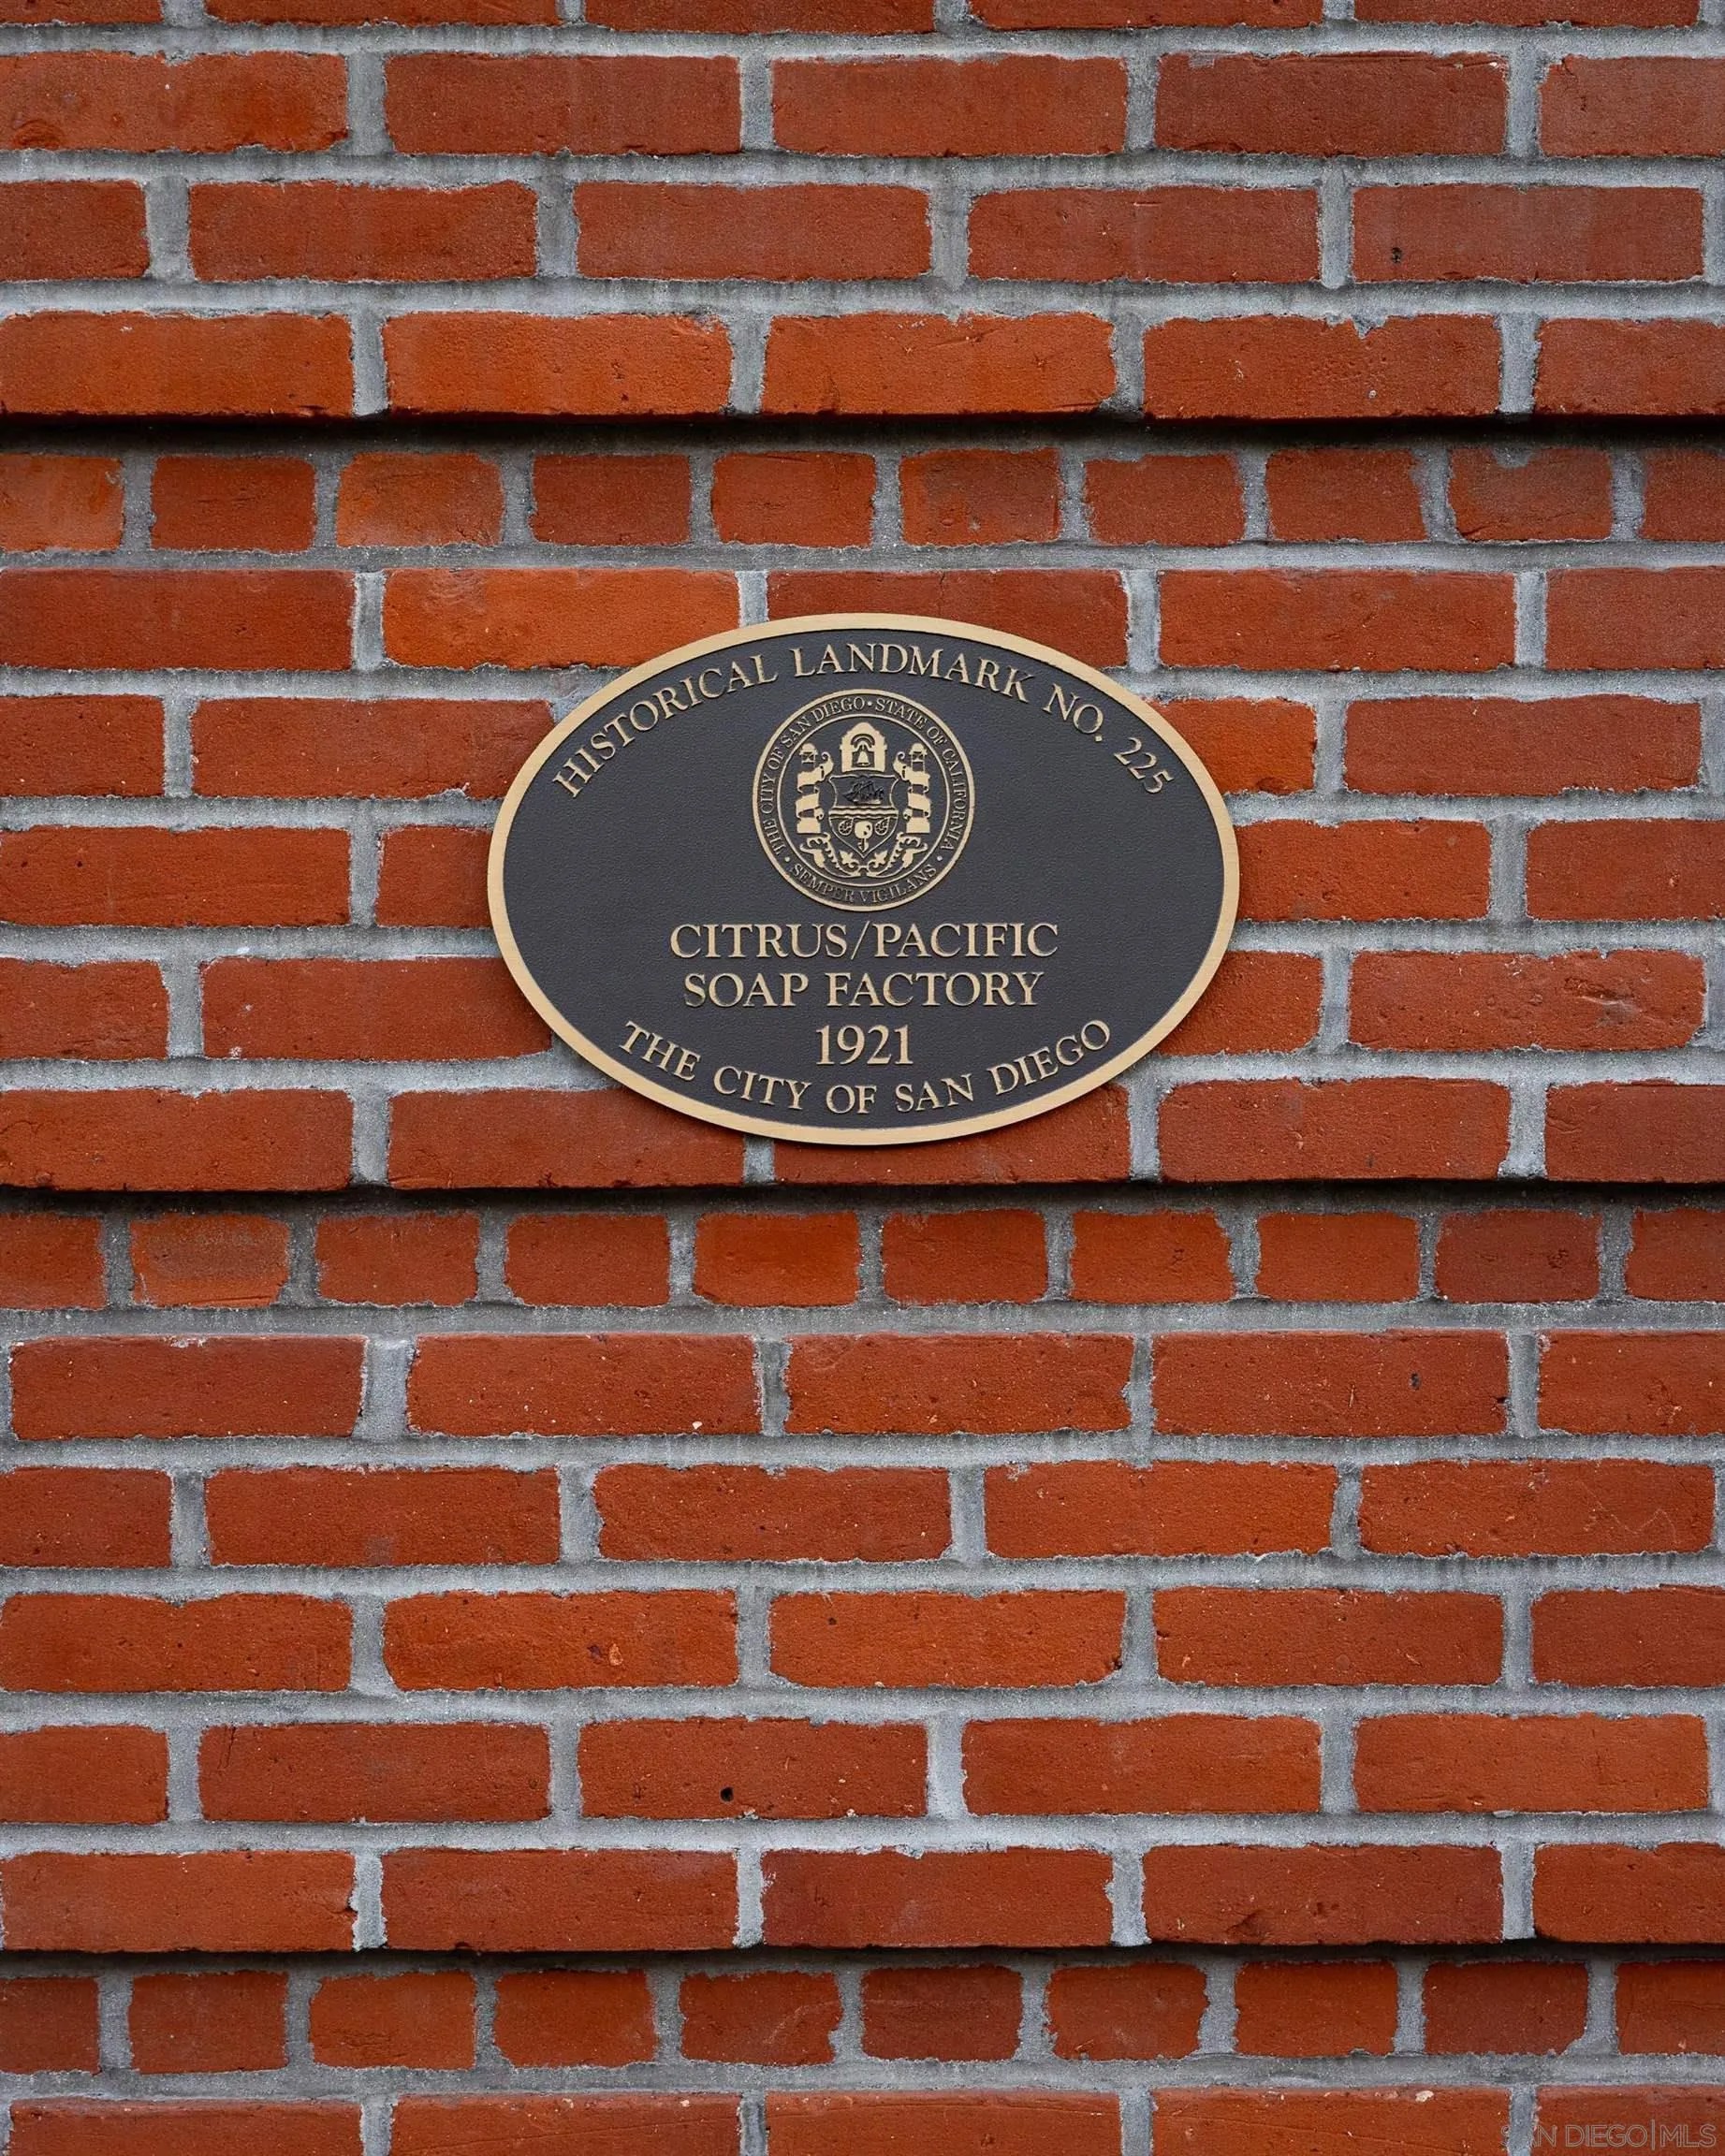 HISTORICAL LANDMARK NO. 225
THE CITY OF SAN DIEGO • STATE OF CALIFORNIA
• SEMPER VIGILANS •
CITRUS/PACIFIC
SOAP FACTORY
1921
THE CITY OF SAN DIEGO
SAN DIEGO|MLS